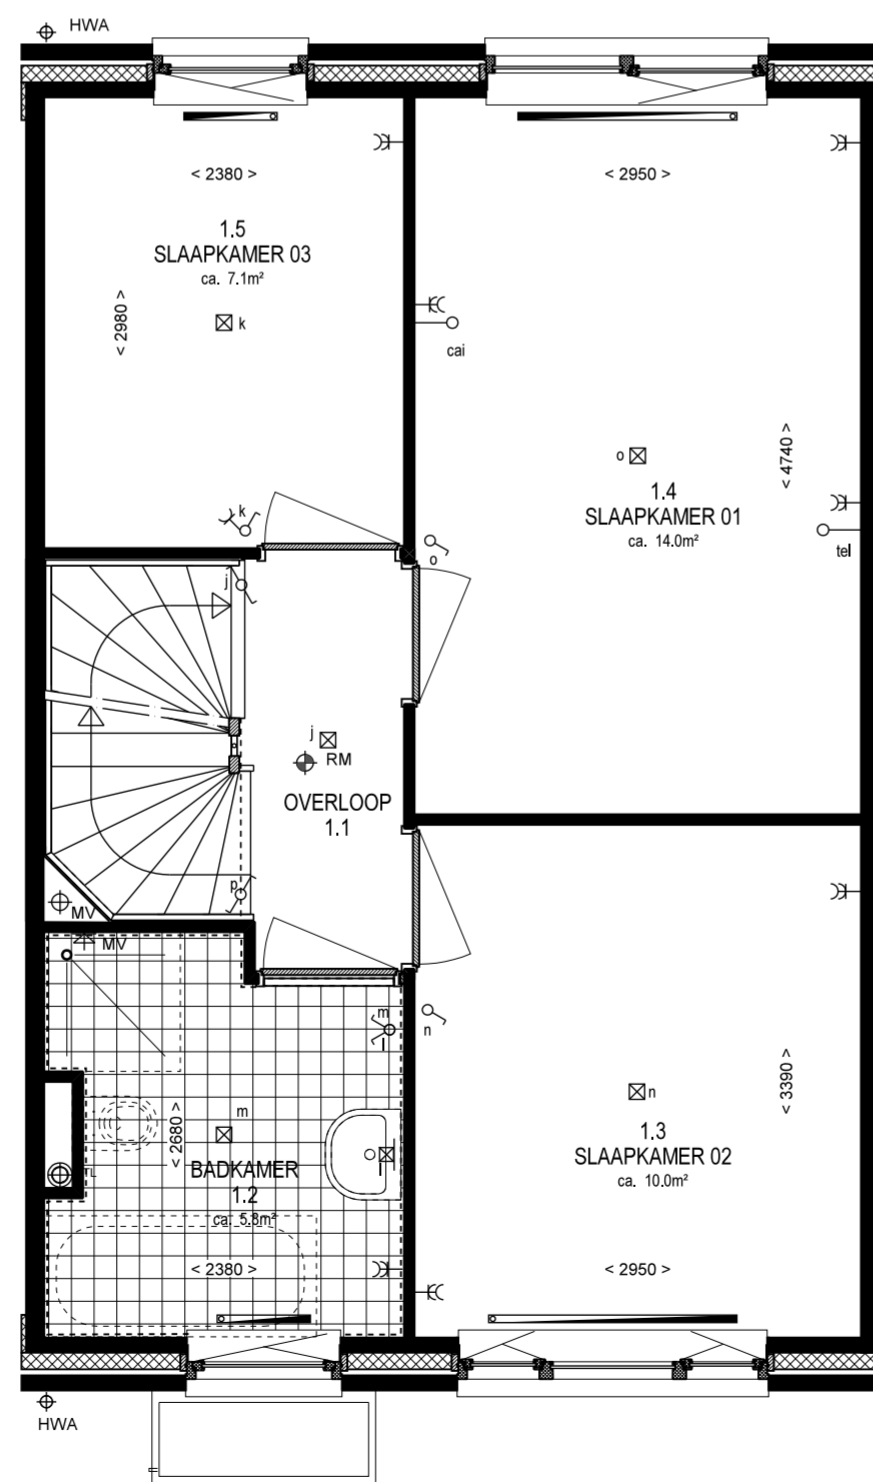 HWA
< 2380 >
< 2950 >
1.5
SLAAPKAMER 03
ca. 7.1m²
< 2980 >
k
cai
< 4740 >
o
1.4
SLAAPKAMER 01
ca. 14.0m²
k
o
tel
j
j
RM
OVERLOOP
1.1
p
MV
MV
m
l
n
m
< 2680 >
n
< 3390 >
1.3
SLAAPKAMER 02
ca. 10.0m²
BADKAMER
1.2
ca. 5.8m²
l
< 2380 >
< 2950 >
HWA